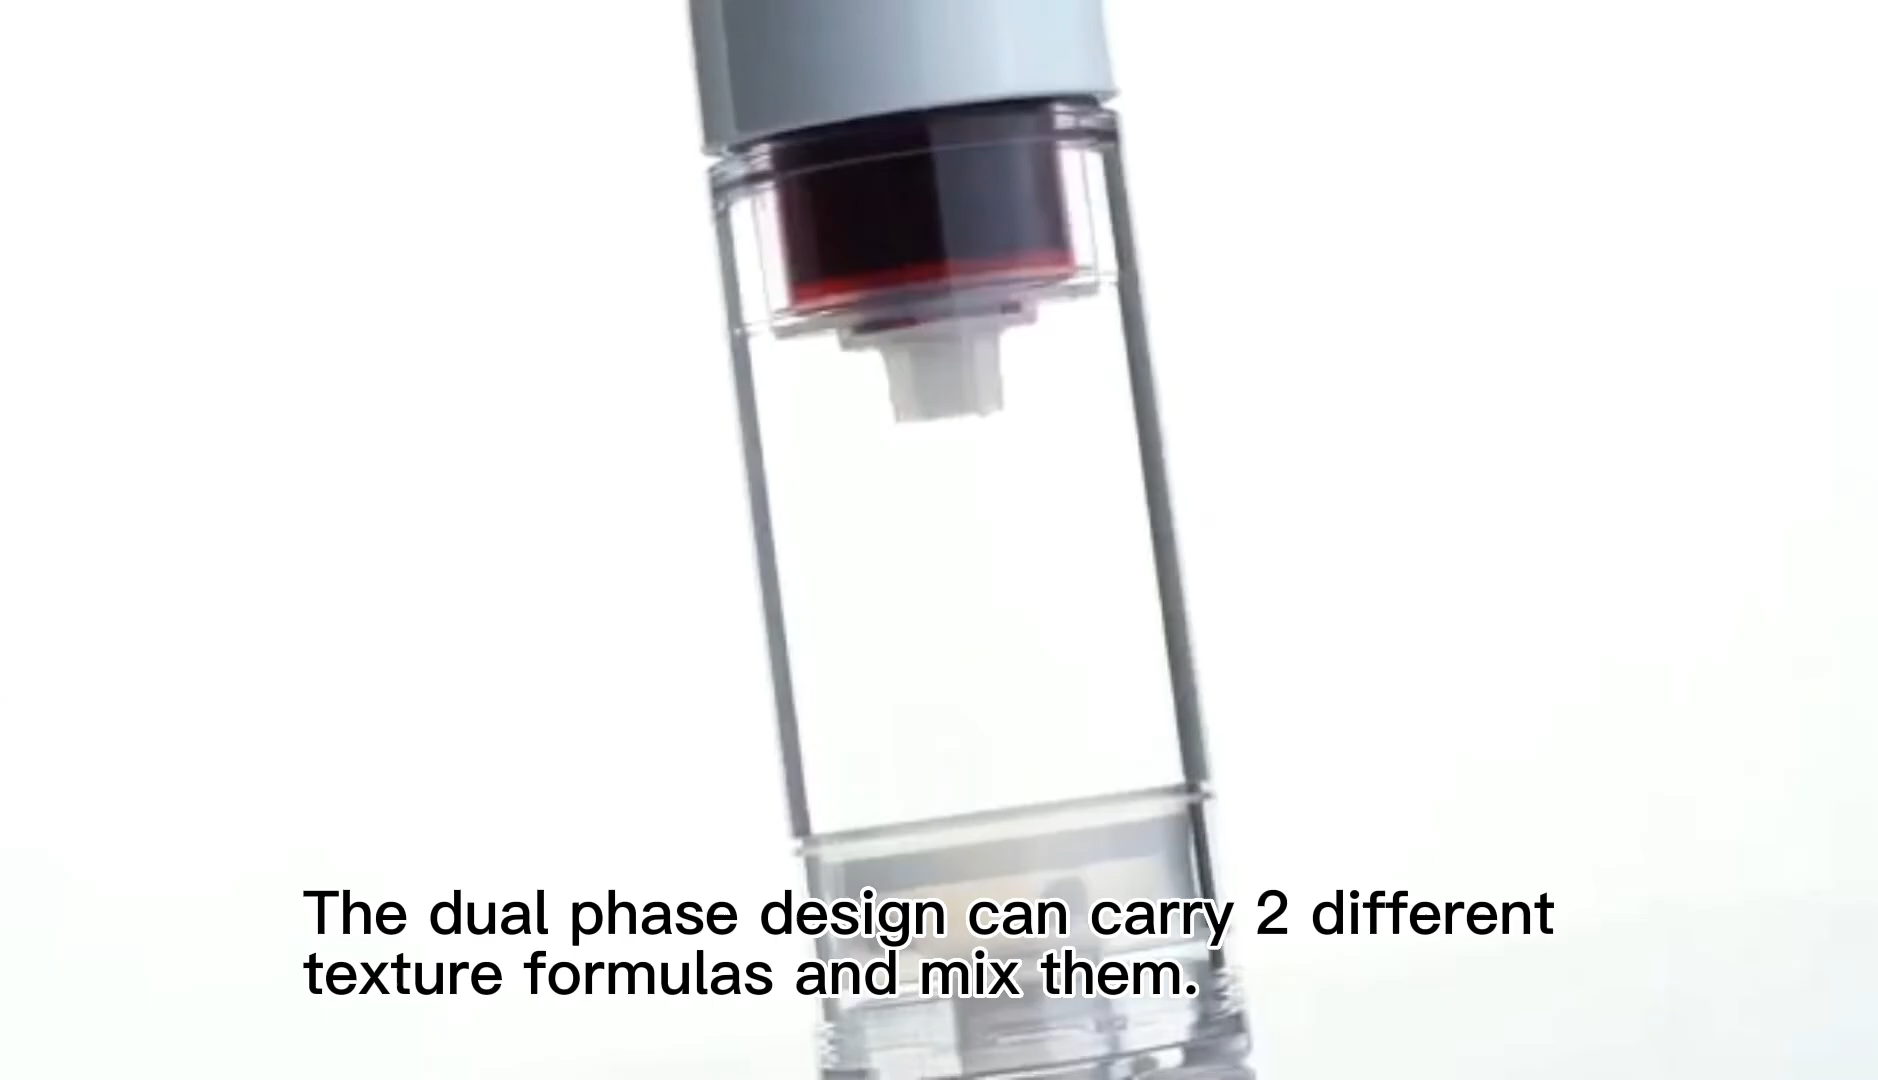 The dual phase design can carry 2 different
texture formulas and mix them.